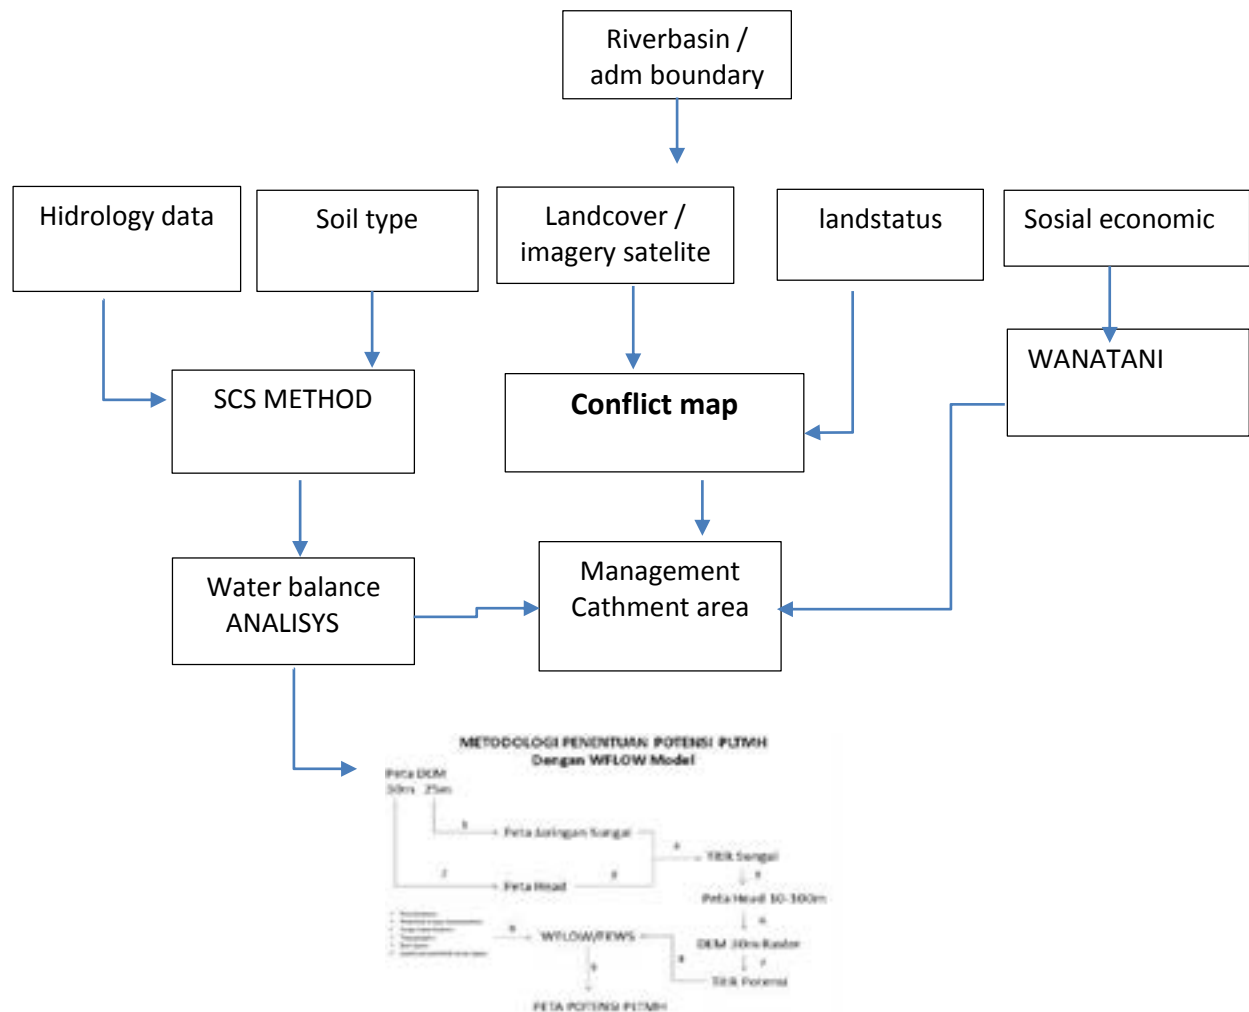 Riverbasin /
adm boundary
Hidrology data
Soil type
Landcover /
imagery satelite
landstatus
Sosial economic
SCS METHOD
Conflict map
WANATANI
Water balance
ANALISYS
Management
Cathment area
METODOLOGI PENENTUAN POTENSI PLTMH
Dengan WFLOW Model
Peta DEM
30m 25m
Peta Jaringan Sungai
Titik Sungai
Peta Head
Peta Head 10-100m
WFLOW/FEWS
DEM 30m Raster
Titik Potensi
PETA POTENSI PLTMH